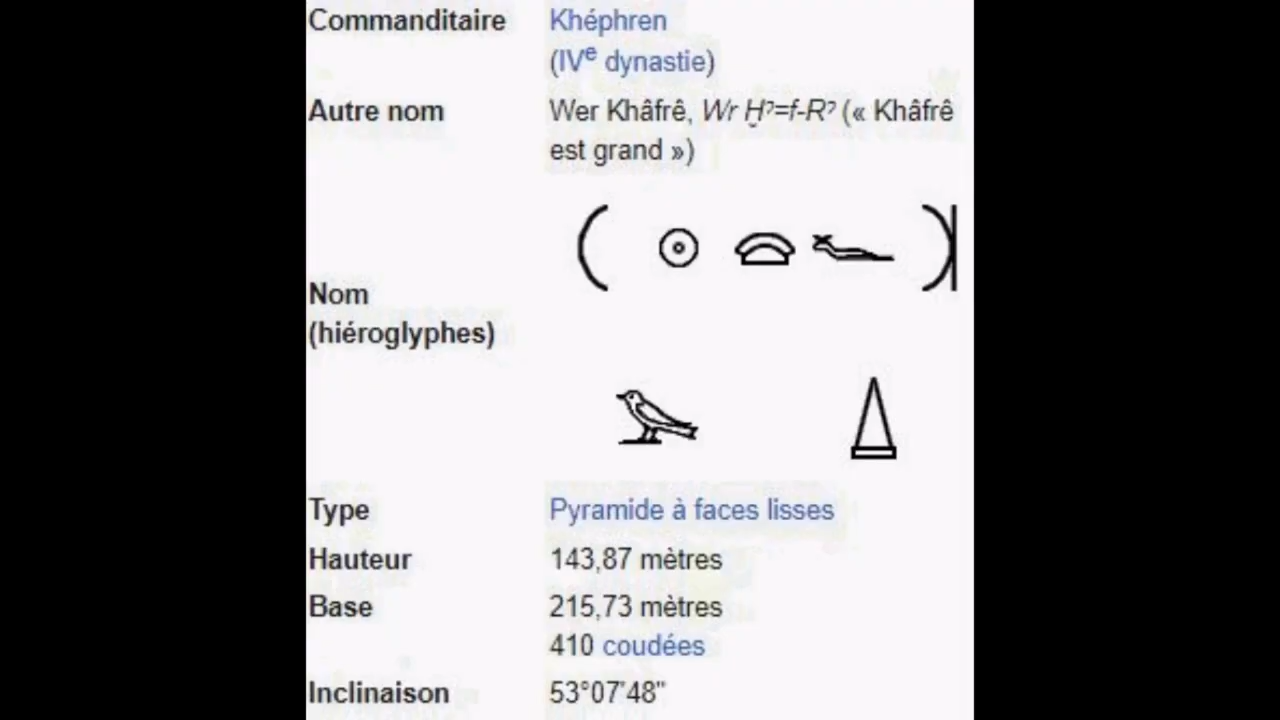 Commanditaire Khéphren
(IVe dynastie)
Autre nom Wer Khâfrê, Wr Ḫˀ=f-Rˀ (« Khâfrê
est grand »)
Nom
(hiéroglyphes)
Type Pyramide à faces lisses
Hauteur 143,87 mètres
Base 215,73 mètres
410 coudées
Inclinaison 53°07'48"